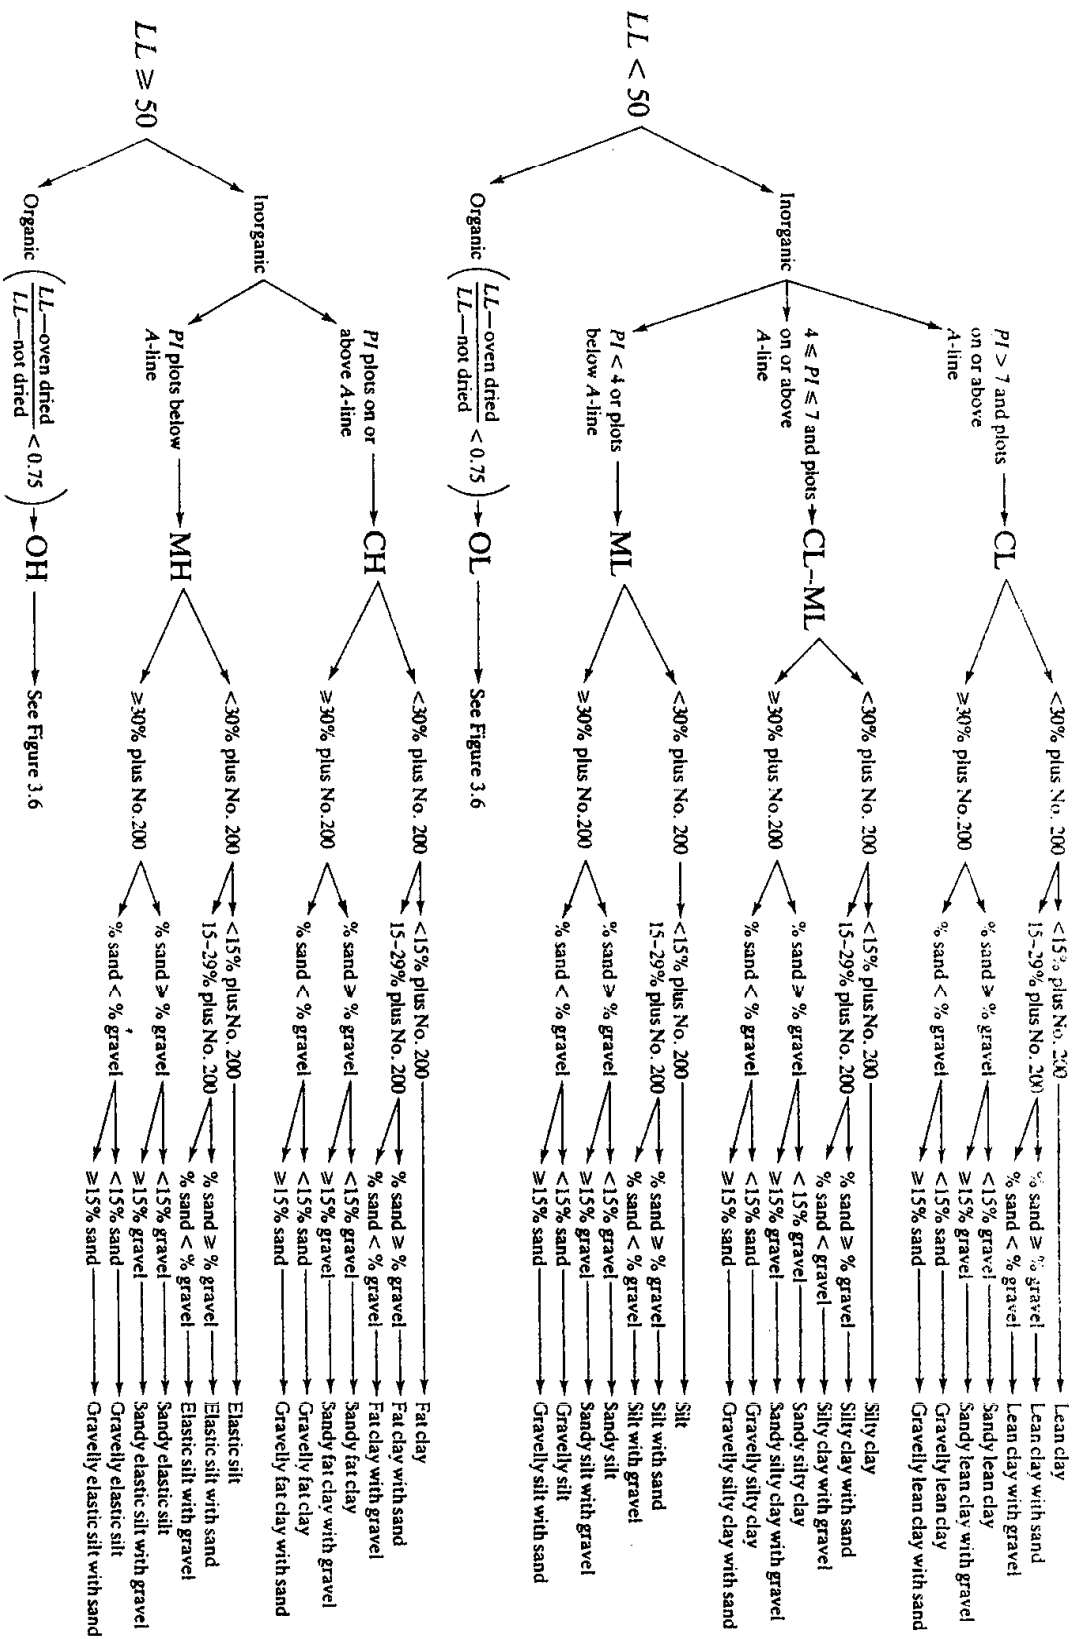 LL < 50
Inorganic
PI > 7 and plots
on or above
A-line
CL
<30% plus No. 200
<15% plus No. 200
Lean clay
15–29% plus No. 200
% sand ⩾ % gravel
Lean clay with sand
% sand < % gravel
Lean clay with gravel
⩾30% plus No.200
% sand ⩾ % gravel
<15% gravel
Sandy lean clay
⩾15% gravel
Sandy lean clay with gravel
% sand < % gravel
<15% sand
Gravelly lean clay
⩾15% sand
Gravelly lean clay with sand
4 ⩽ PI ⩽ 7 and plots
on or above
A-line
CL–ML
<30% plus No. 200
<15% plus No. 200
Silty clay
15–29% plus No. 200
% sand ⩾ % gravel
Silty clay with sand
% sand < gravel
Silty clay with gravel
⩾30% plus No.200
% sand ⩾ % gravel
<15% gravel
Sandy silty clay
⩾15% gravel
Sandy silty clay with gravel
% sand < % gravel
<15% sand
Gravelly silty clay
⩾15% sand
Gravelly silty clay with sand
PI < 4 or plots
below A-line
ML
<30% plus No. 200
<15% plus No. 200
Silt
15–29% plus No. 200
% sand ⩾ % gravel
Silt with sand
% sand < % gravel
Silt with gravel
⩾30% plus No.200
% sand ⩾ % gravel
<15% gravel
Sandy silt
⩾15% gravel
Sandy silt with gravel
% sand < % gravel
<15% sand
Gravelly silt
⩾15% sand
Gravelly silt with sand
Organic (LL—oven dried / LL—not dried < 0.75)
OL
See Figure 3.6
LL ⩾ 50
Inorganic
PI plots on or
above A-line
CH
<30% plus No. 200
<15% plus No. 200
Fat clay
15–29% plus No. 200
% sand ⩾ % gravel
Fat clay with sand
% sand < % gravel
Fat clay with gravel
⩾30% plus No.200
% sand ⩾ % gravel
<15% gravel
Sandy fat clay
⩾15% gravel
Sandy fat clay with gravel
% sand < % gravel
<15% sand
Gravelly fat clay
⩾15% sand
Gravelly fat clay with sand
PI plots below
A-line
MH
<30% plus No. 200
<15% plus No. 200
Elastic silt
15–29% plus No. 200
% sand ⩾ % gravel
Elastic silt with sand
% sand < % gravel
Elastic silt with gravel
⩾30% plus No.200
% sand ⩾ % gravel
<15% gravel
Sandy elastic silt
⩾15% gravel
Sandy elastic silt with gravel
% sand < % gravel
<15% sand
Gravelly elastic silt
⩾15% sand
Gravelly elastic silt with sand
Organic (LL—oven dried / LL—not dried < 0.75)
OH
See Figure 3.6